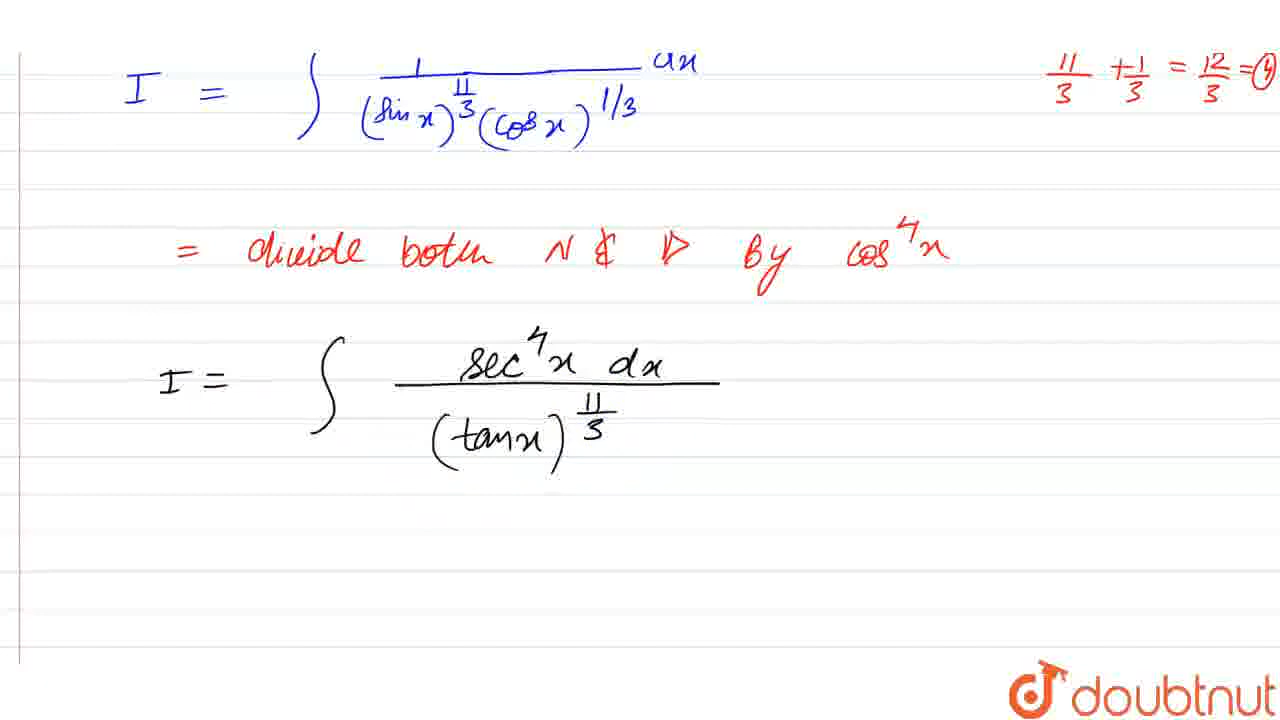 I = ∫ 1 / (sin x)^11/3 (cos x)^1/3 dx
11/3 + 1/3 = 12/3 = 4
= divide both N & D By cos^4 x
I = ∫ sec^4 x dx / (tan x)^11/3
doubtnut